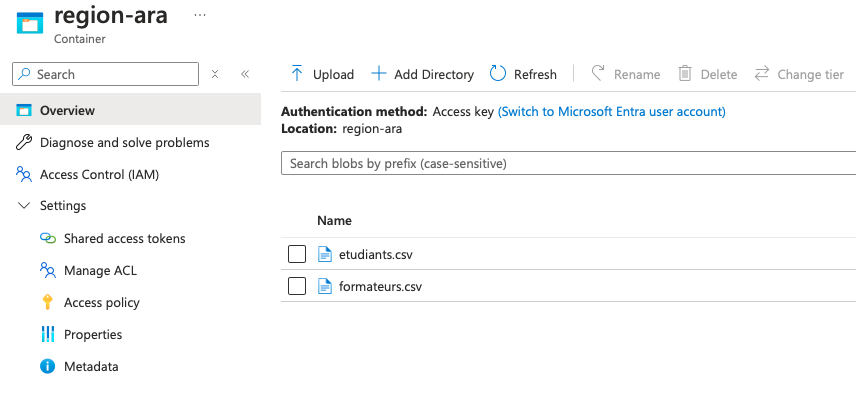 region-ara ...
Container
Search
Overview
Diagnose and solve problems
Access Control (IAM)
Settings
Shared access tokens
Manage ACL
Access policy
Properties
Metadata
Upload Add Directory Refresh Rename Delete Change tier
Authentication method: Access key (Switch to Microsoft Entra user account)
Location: region-ara
Search blobs by prefix (case-sensitive)
Name
etudiants.csv
formateurs.csv